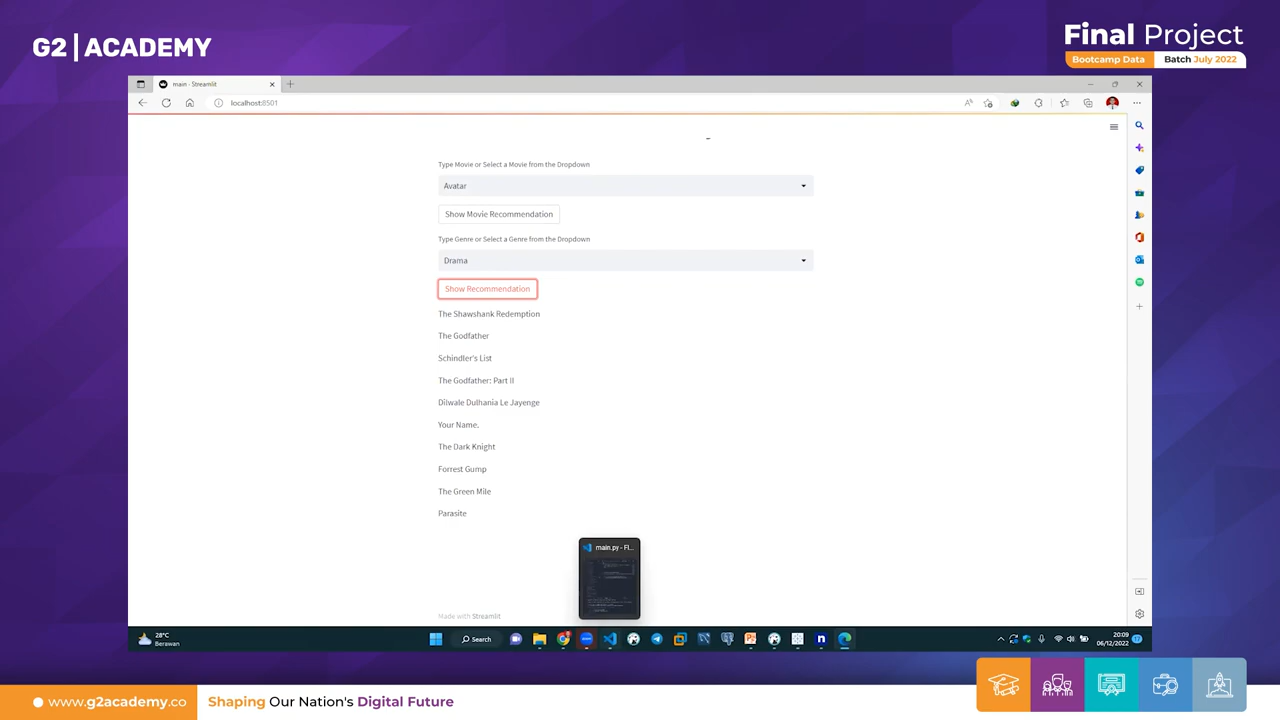 G2 | ACADEMY
Final Project
Bootcamp Data Batch July 2022
main · Streamlit
localhost:8501
Type Movie or Select a Movie from the Dropdown
Avatar
Show Movie Recommendation
Type Genre or Select a Genre from the Dropdown
Drama
Show Recommendation
The Shawshank Redemption
The Godfather
Schindler's List
The Godfather: Part II
Dilwale Dulhania Le Jayenge
Your Name.
The Dark Knight
Forrest Gump
The Green Mile
Parasite
main.py - Fl...
Made with Streamlit
28°C
Berawan
Search
20:09
06/12/2022
www.g2academy.co
Shaping Our Nation's Digital Future